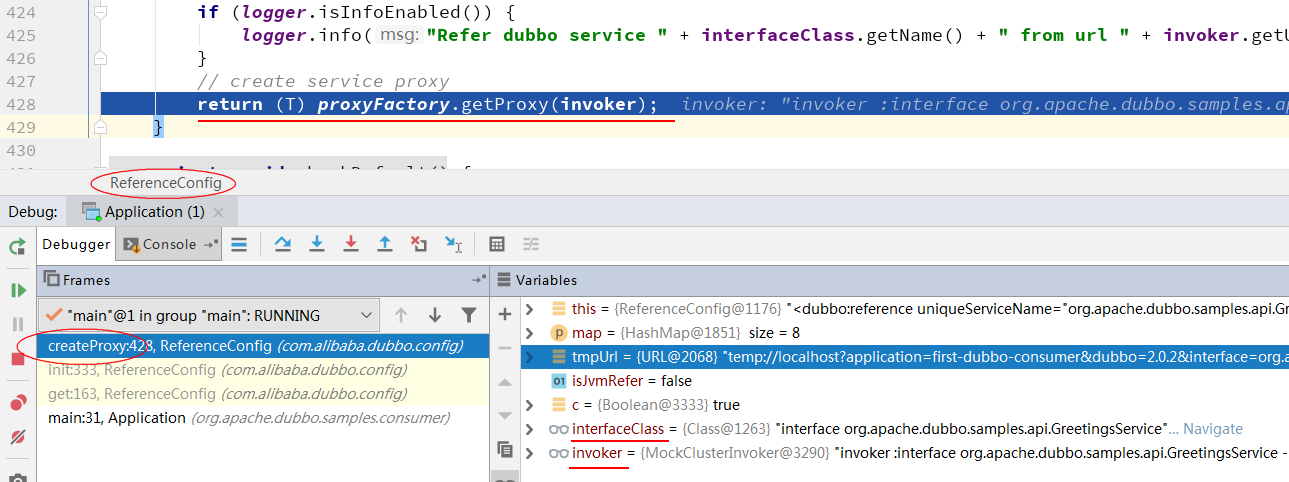 424 if (logger.isInfoEnabled()) {
425 logger.info( msg: "Refer dubbo service " + interfaceClass.getName() + " from url " + invoker.getU
426 }
427 // create service proxy
428 return (T) proxyFactory.getProxy(invoker); invoker: "invoker :interface org.apache.dubbo.samples.ap
429 }
430
ReferenceConfig
Debug: Application (1)
Debugger Console
Frames
"main"@1 in group "main": RUNNING
createProxy:428, ReferenceConfig (com.alibaba.dubbo.config)
init:333, ReferenceConfig (com.alibaba.dubbo.config)
get:163, ReferenceConfig (com.alibaba.dubbo.config)
main:31, Application (org.apache.dubbo.samples.consumer)
Variables
this = {ReferenceConfig@1176} "<dubbo:reference uniqueServiceName="org.apache.dubbo.samples.api.Gr
map = {HashMap@1851} size = 8
tmpUrl = {URL@2068} "temp://localhost?application=first-dubbo-consumer&dubbo=2.0.2&interface=org.a
01 isJvmRefer = false
c = {Boolean@3333} true
interfaceClass = {Class@1263} "interface org.apache.dubbo.samples.api.GreetingsService"... Navigate
invoker = {MockClusterInvoker@3290} "invoker :interface org.apache.dubbo.samples.api.GreetingsService -